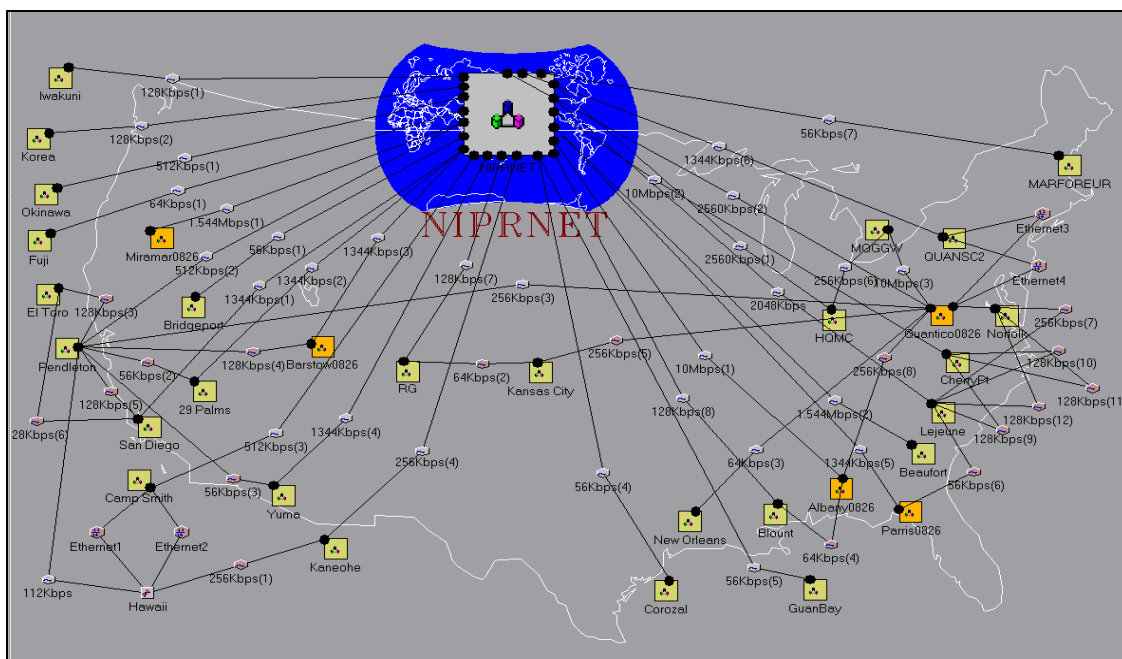 Iwakuni
128Kbps(1)
56Kbps(7)
Korea
128Kbps(2)
1344Kbps(6)
512Kbps(1)
NIPRNET
MARFOREUR
10Mbps(2)
Okinawa
64Kbps(1)
2560Kbps(2)
1.544Mbps(1)
NIPRNET
Ethernet3
Fuji
Miramar0826
56Kbps(1)
1344Kbps(3)
2560Kbps(1)
MQGGW
QUANSC2
512Kbps(2)
1344Kbps(2)
128Kbps(7)
256Kbps(6)
10Mbps(3)
Ethernet4
El Toro
128Kbps(3)
Bridgeport
1344Kbps(1)
256Kbps(3)
2048Kbps
HQMC
Quantico0826
Norfolk
256Kbps(7)
Pendleton
56Kbps(2)
128Kbps(4)
Barstow0826
RG
64Kbps(2)
Kansas City
256Kbps(5)
10Mbps(1)
256Kbps(8)
CherryPt
128Kbps(10)
128Kbps(5)
29 Palms
128Kbps(8)
1.544Mbps(2)
128Kbps(11)
28Kbps(6)
San Diego
512Kbps(3)
1344Kbps(4)
Lejeune
128Kbps(12)
128Kbps(9)
256Kbps(4)
64Kbps(3)
1344Kbps(5)
Beaufort
Camp Smith
56Kbps(3)
Yuma
56Kbps(4)
56Kbps(6)
Albany0826
Parris0826
Ethernet1
Ethernet2
Kaneohe
New Orleans
Blount
64Kbps(4)
112Kbps
Hawaii
256Kbps(1)
Corozal
56Kbps(5)
GuanBay